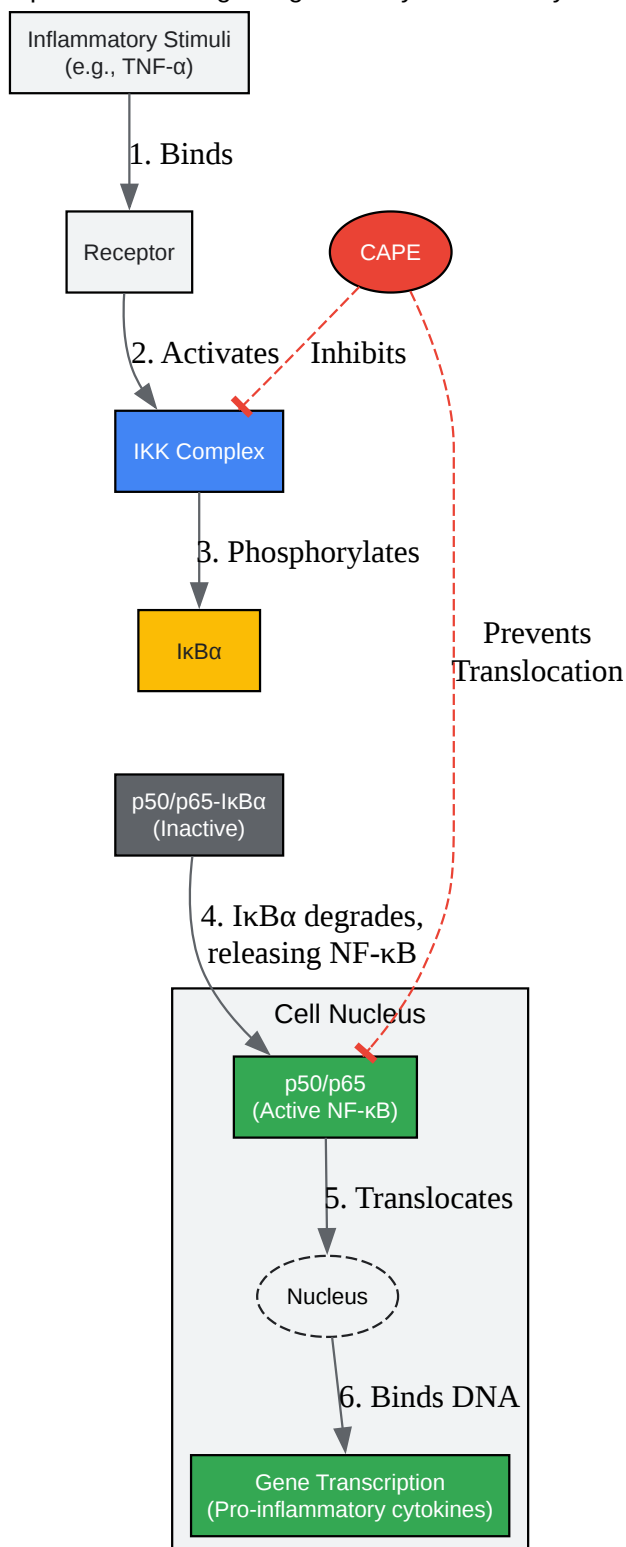 Inflammatory Stimuli
(e.g., TNF-α)
1. Binds
Receptor
CAPE
2. Activates
Inhibits
IKK Complex
3. Phosphorylates
IκBα
Prevents
Translocation
p50/p65-IκBα
(Inactive)
4. IκBα degrades,
releasing NF-κB
Cell Nucleus
p50/p65
(Active NF-κB)
5. Translocates
Nucleus
6. Binds DNA
Gene Transcription
(Pro-inflammatory cytokines)